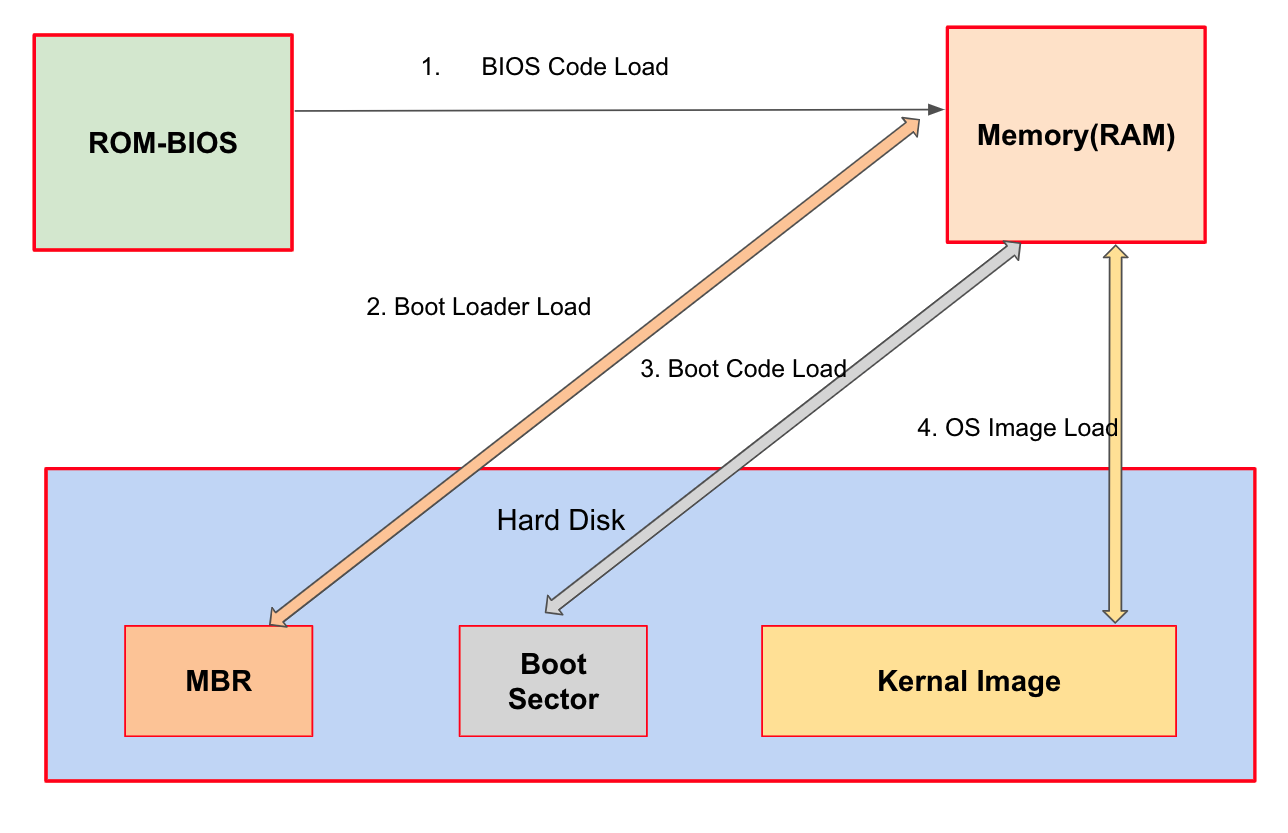 1. BIOS Code Load
ROM-BIOS
Memory(RAM)
2. Boot Loader Load
3. Boot Code Load
4. OS Image Load
Hard Disk
MBR
Boot
Sector
Kernal Image